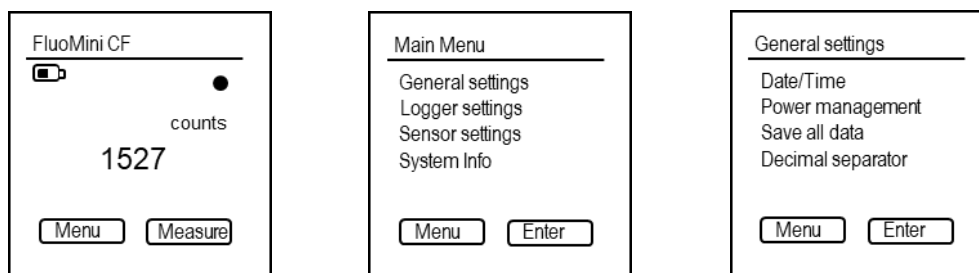 FluoMini CF
counts
1527
Menu Measure
Main Menu
General settings
Logger settings
Sensor settings
System Info
Menu Enter
General settings
Date/Time
Power management
Save all data
Decimal separator
Menu Enter